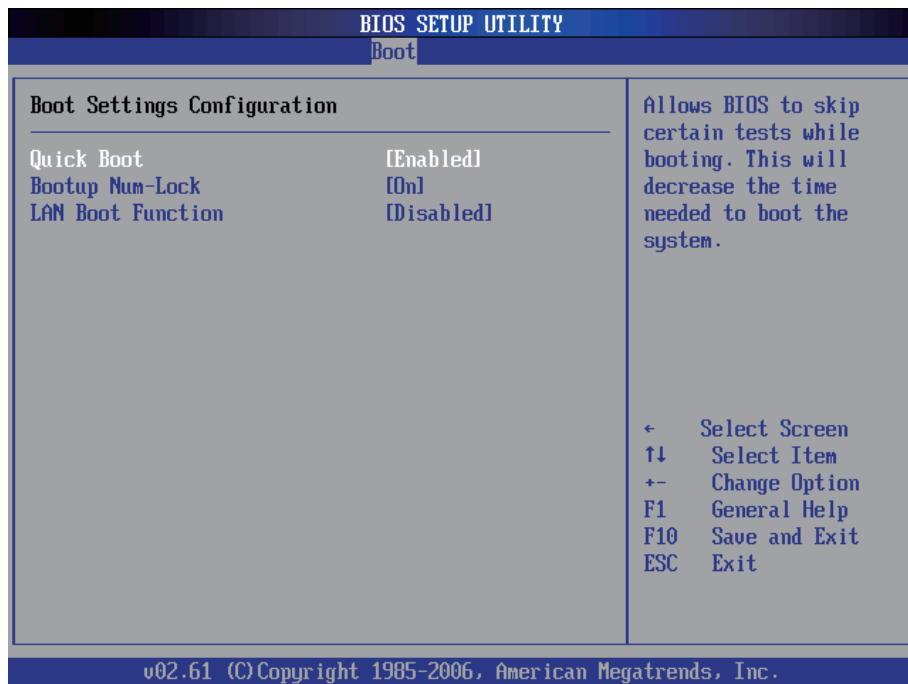 BIOS SETUP UTILITY
Boot
Boot Settings Configuration
Quick Boot [Enabled]
Bootup Num-Lock [On]
LAN Boot Function [Disabled]
Allows BIOS to skip
certain tests while
booting. This will
decrease the time
needed to boot the
system.
← Select Screen
↑↓ Select Item
+- Change Option
F1 General Help
F10 Save and Exit
ESC Exit
v02.61 (C)Copyright 1985-2006, American Megatrends, Inc.